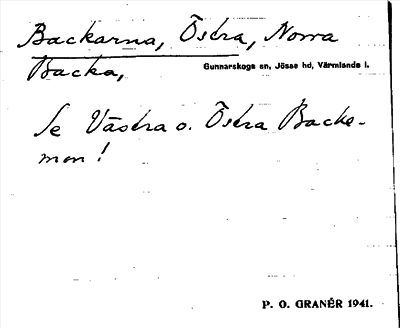 Backarna, Östra, Norra
Backa,
Gunnarskogs sn, Jösse hd, Värmlands l.
Se Västra o. Östra Backe-
mon!
P. O. GRANÉR 1941.